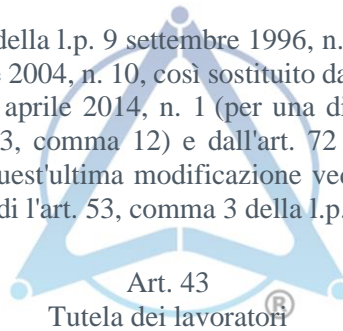 della l.p. 9 settembre 1996, n.
e 2004, n. 10, così sostituito da
aprile 2014, n. 1 (per una di
3, comma 12) e dall'art. 72
uest'ultima modificazione ved
di l'art. 53, comma 3 della l.p.
Art. 43
Tutela dei lavoratori
®